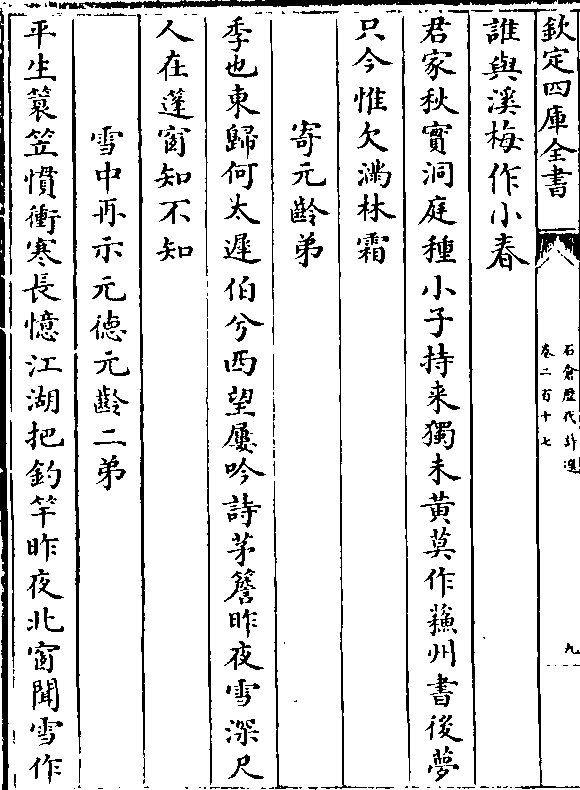 欽定四庫全書
石倉歷代詩選
卷二百十七
九
誰與溪梅作小春
君家秋實洞庭種小子持来獨未黄莫作蘓州書後夢
只今惟欠滿林霜
寄元齡弟
季也東歸何太遲伯兮西望屢吟詩茅簷昨夜雪深尺
人在蓬窗知不知
雪中再示元德元齡二弟
平生蓑笠慣衝寒長憶江湖把釣竿昨夜北窗聞雪作